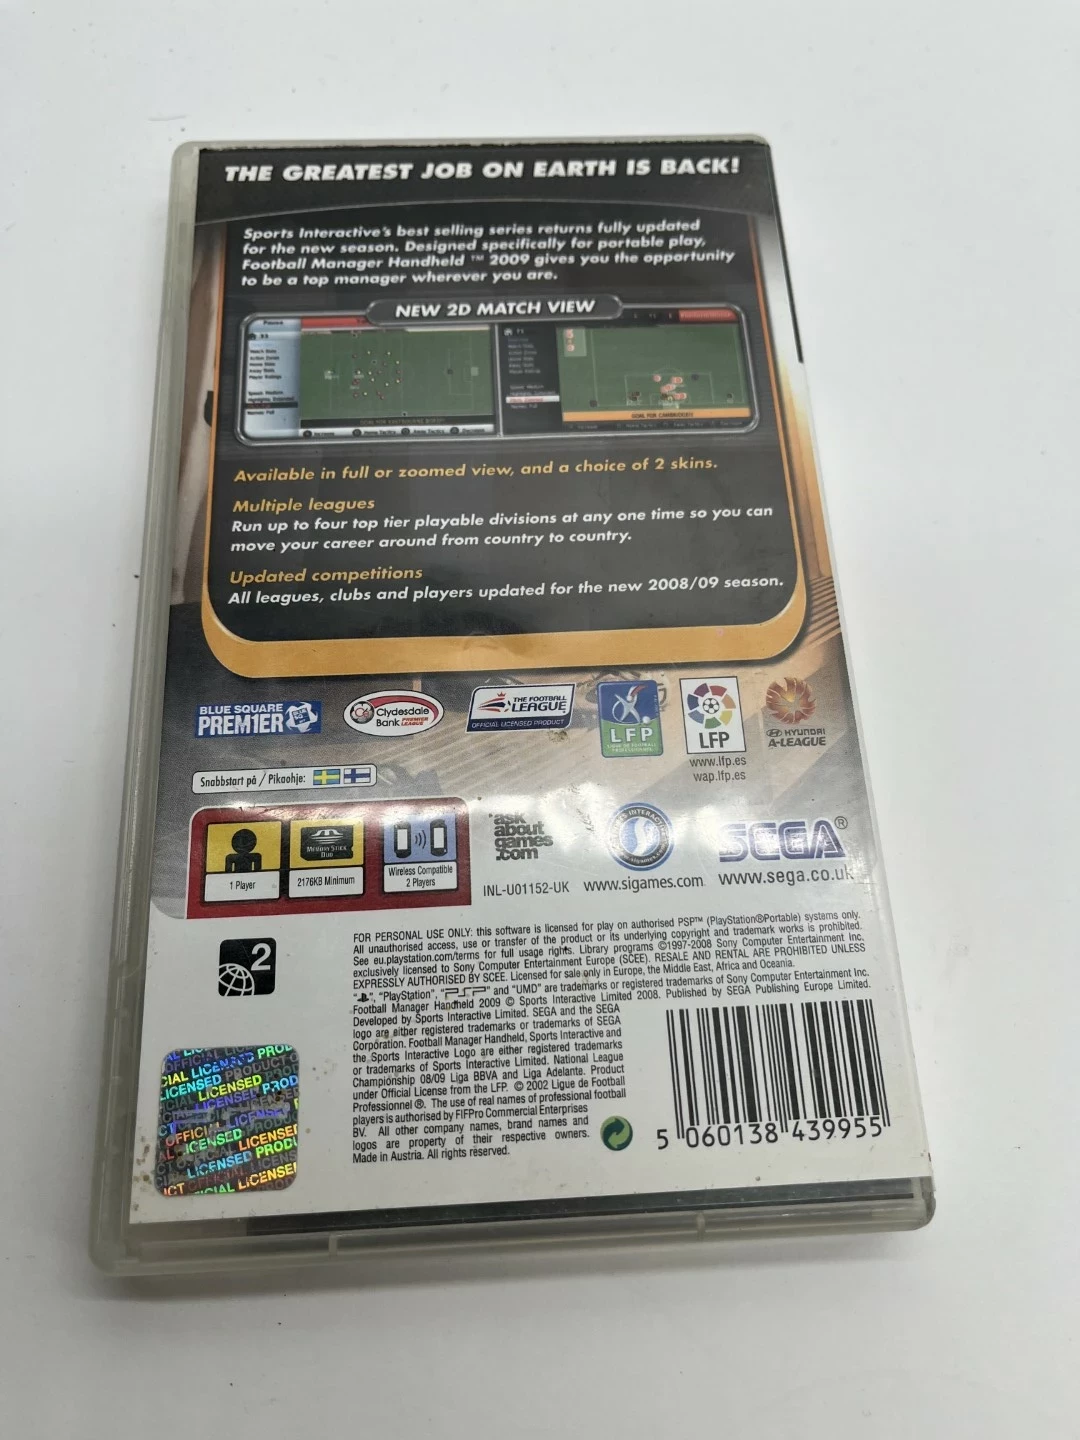 THE GREATEST JOB ON EARTH IS BACK!
Sports Interactive's best selling series returns fully updated
for the new season. Designed specifically for portable play,
Football Manager Handheld ™ 2009 gives you the opportunity
to be a top manager wherever you are.
NEW 2D MATCH VIEW
Pause
Available in full or zoomed view, and a choice of 2 skins.
Multiple leagues
Run up to four top tier playable divisions at any one time so you can
move your career around from country to country.
Updated competitions
All leagues, clubs and players updated for the new 2008/09 season.
BLUE SQUARE
PREM1ER
Clydesdale
Bank PREMIER
LEAGUE
THE FOOTBALL
LEAGUE
OFFICIAL LICENSED PRODUCT
LFP
LFP
www.lfp.es
wap.lfp.es
HYUNDAI
A-LEAGUE
Snabbstart på / Pikaohje:
1 Player
MEMORY STICK
DUO
2176KB Minimum
Wireless Compatible
2 Players
ask
about
games
.com
INL-U01152-UK
www.sigames.com
SEGA®
www.sega.co.uk
2
FOR PERSONAL USE ONLY: this software is licensed for play on authorised PSP™ (PlayStation®Portable) systems only.
All unauthorised access, use or transfer of the product or its underlying copyright and trademark works is prohibited.
See eu.playstation.com/terms for full usage rights. Library programs ©1997-2008 Sony Computer Entertainment Inc.
exclusively licensed to Sony Computer Entertainment Europe (SCEE). RESALE AND RENTAL ARE PROHIBITED UNLESS
EXPRESSLY AUTHORISED BY SCEE. Licensed for sale only in Europe, the Middle East, Africa and Oceania.
"", "PlayStation", "PSP" and "UMD" are trademarks or registered trademarks of Sony Computer Entertainment Inc.
Football Manager Handheld 2009 © Sports Interactive Limited 2008. Published by SEGA Publishing Europe Limited.
Developed by Sports Interactive Limited. SEGA and the SEGA
logo are either registered trademarks or trademarks of SEGA
Corporation. Football Manager Handheld, Sports Interactive and
the Sports Interactive Logo are either registered trademarks
or trademarks of Sports Interactive Limited. National League
Championship 08/09 Liga BBVA and Liga Adelante. Product
under Official License from the LFP. © 2002 Ligue de Football
Professionnel ®. The use of real names of professional football
players is authorised by FIFPro Commercial Enterprises
BV. All other company names, brand names and
logos are property of their respective owners.
Made in Austria. All rights reserved.
5 060138 439955
OFFICIAL LICENSED PRODUCT